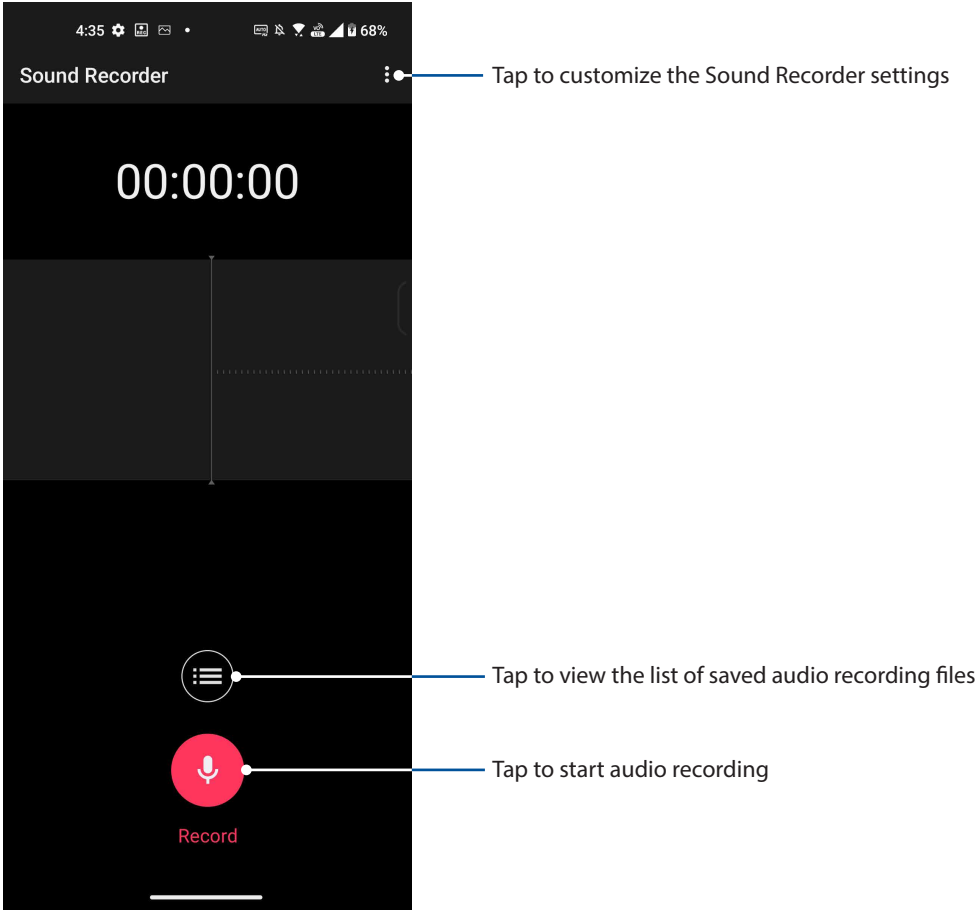 4:35 68%
Sound Recorder
Tap to customize the Sound Recorder settings
00:00:00
Tap to view the list of saved audio recording files
Tap to start audio recording
Record